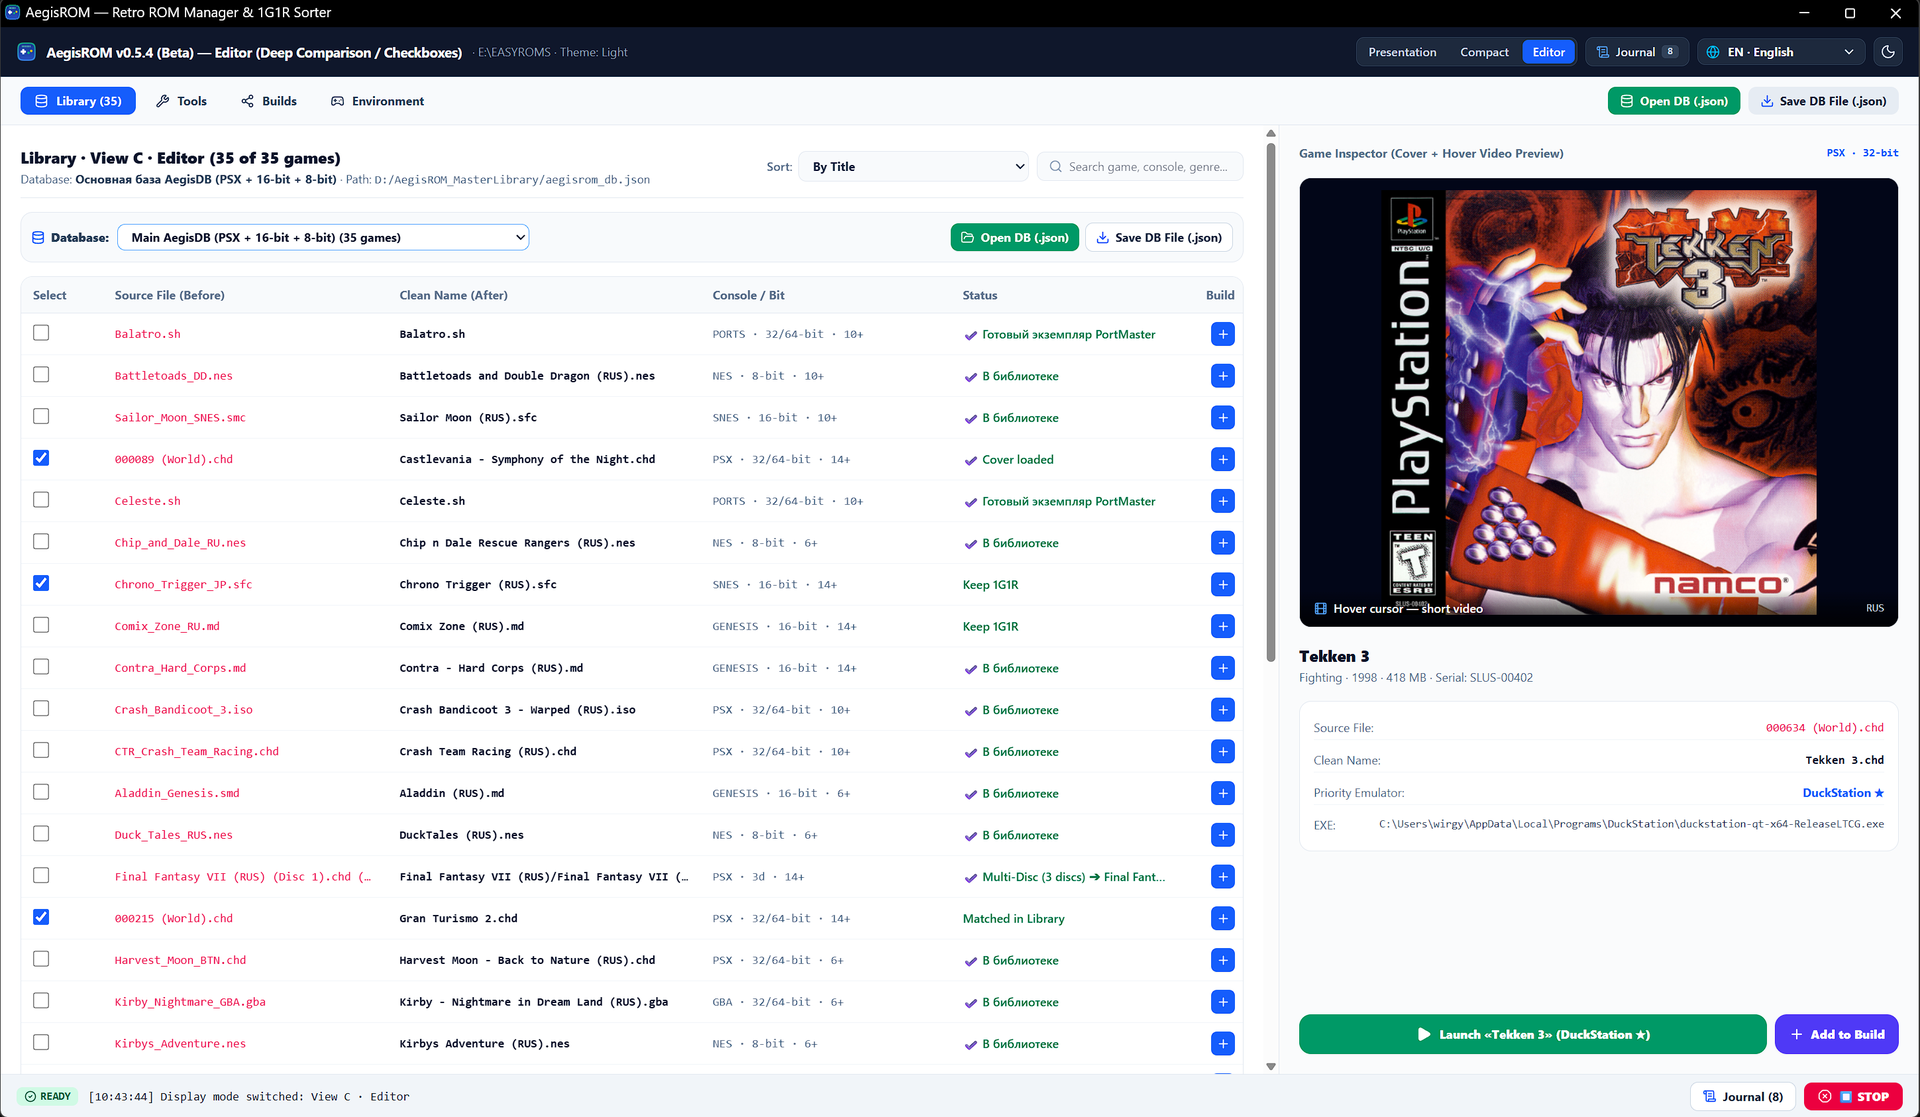 AegisROM — Retro ROM Manager & 1G1R Sorter
AegisROM v0.5.4 (Beta) — Editor (Deep Comparison / Checkboxes) · E:\EASYROMS · Theme: Light
Presentation Compact Editor Journal 8 EN · English
Library (35) Tools Builds Environment Open DB (.json) Save DB File (.json)
Library · View C · Editor (35 of 35 games)
Database: Основная база AegisDB (PSX + 16-bit + 8-bit) · Path: D:/AegisROM_MasterLibrary/aegisrom_db.json
Sort: By Title Search game, console, genre...
Database: Main AegisDB (PSX + 16-bit + 8-bit) (35 games) Open DB (.json) Save DB File (.json)
Select Source File (Before) Clean Name (After) Console / Bit Status Build
Balatro.sh Balatro.sh PORTS · 32/64-bit · 10+ Готовый экземпляр PortMaster
Battletoads_DD.nes Battletoads and Double Dragon (RUS).nes NES · 8-bit · 10+ В библиотеке
Sailor_Moon_SNES.smc Sailor Moon (RUS).sfc SNES · 16-bit · 10+ В библиотеке
000089 (World).chd Castlevania - Symphony of the Night.chd PSX · 32/64-bit · 14+ Cover loaded
Celeste.sh Celeste.sh PORTS · 32/64-bit · 10+ Готовый экземпляр PortMaster
Chip_and_Dale_RU.nes Chip n Dale Rescue Rangers (RUS).nes NES · 8-bit · 6+ В библиотеке
Chrono_Trigger_JP.sfc Chrono Trigger (RUS).sfc SNES · 16-bit · 14+ Keep 1G1R
Comix_Zone_RU.md Comix Zone (RUS).md GENESIS · 16-bit · 14+ Keep 1G1R
Contra_Hard_Corps.md Contra - Hard Corps (RUS).md GENESIS · 16-bit · 14+ В библиотеке
Crash_Bandicoot_3.iso Crash Bandicoot 3 - Warped (RUS).iso PSX · 32/64-bit · 10+ В библиотеке
CTR_Crash_Team_Racing.chd Crash Team Racing (RUS).chd PSX · 32/64-bit · 10+ В библиотеке
Aladdin_Genesis.smd Aladdin (RUS).md GENESIS · 16-bit · 6+ В библиотеке
Duck_Tales_RUS.nes DuckTales (RUS).nes NES · 8-bit · 6+ В библиотеке
Final Fantasy VII (RUS) (Disc 1).chd (… Final Fantasy VII (RUS)/Final Fantasy VII (… PSX · 3d · 14+ Multi-Disc (3 discs) ➔ Final Fant…
000215 (World).chd Gran Turismo 2.chd PSX · 32/64-bit · 14+ Matched in Library
Harvest_Moon_BTN.chd Harvest Moon - Back to Nature (RUS).chd PSX · 32/64-bit · 6+ В библиотеке
Kirby_Nightmare_GBA.gba Kirby - Nightmare in Dream Land (RUS).gba GBA · 32/64-bit · 6+ В библиотеке
Kirbys_Adventure.nes Kirbys Adventure (RUS).nes NES · 8-bit · 6+ В библиотеке
Game Inspector (Cover + Hover Video Preview) PSX · 32-bit
PlayStation
NTSC U/C
PlayStation
TEKKEN 3
TEEN
T
CONTENT RATED BY
ESRB
SLUS-00402
namco
Hover cursor — short video RUS
Tekken 3
Fighting · 1998 · 418 MB · Serial: SLUS-00402
Source File: 000634 (World).chd
Clean Name: Tekken 3.chd
Priority Emulator: DuckStation ★
EXE: C:\Users\wirgy\AppData\Local\Programs\DuckStation\duckstation-qt-x64-ReleaseLTCG.exe
Launch «Tekken 3» (DuckStation ★) Add to Build
READY [10:43:44] Display mode switched: View C · Editor Journal (8) STOP